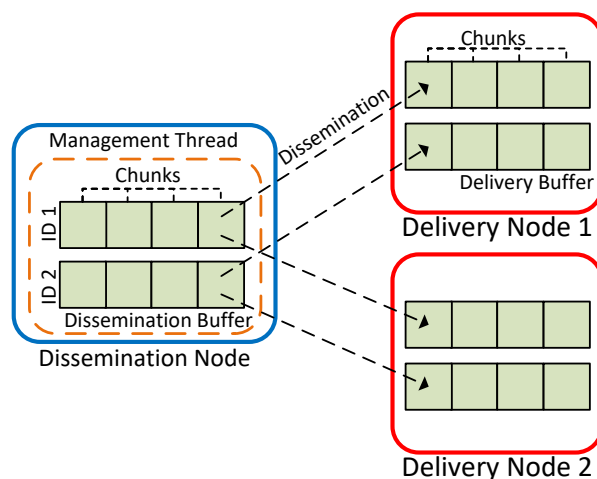 Management Thread
Chunks
ID 1
ID 2
Dissemination Buffer
Dissemination Node
Dissemination
Chunks
Delivery Buffer
Delivery Node 1
Delivery Node 2